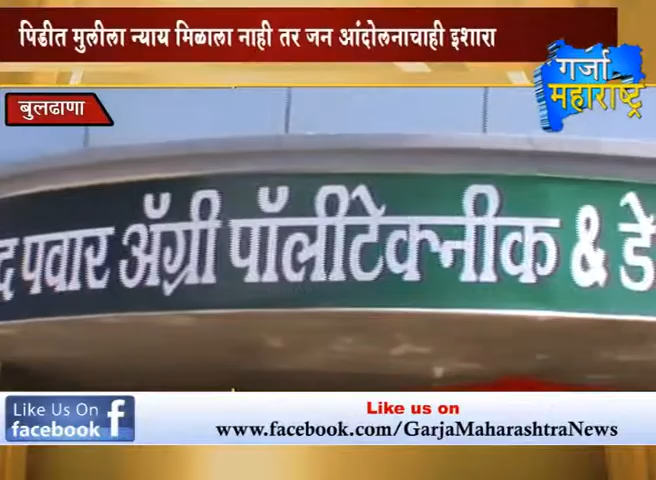 पिडीत मुलीला न्याय मिळाला नाही तर जन आंदोलनाचाही इशारा
गर्जा
महाराष्ट्र
बुलढाणा
द पवार ॲग्री पॉलीटेक्नीक & डे
Like Us On
facebook
Like us on
www.facebook.com/GarjaMaharashtraNews